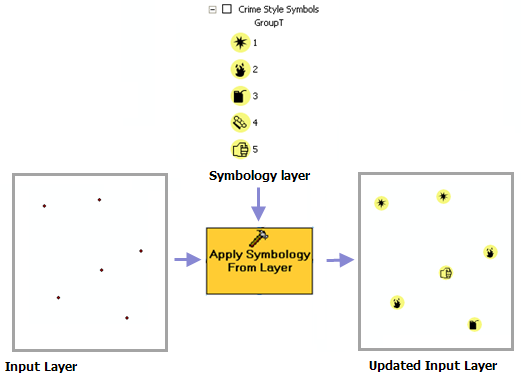 Crime Style Symbols
GroupT
1
2
3
4
5
Symbology layer
Apply Symbology
From Layer
Input Layer
Updated Input Layer